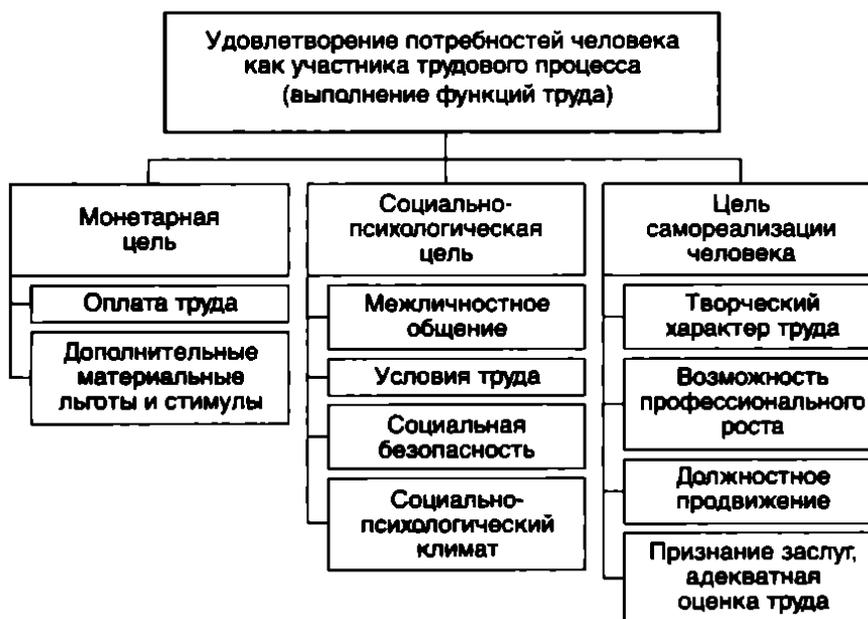 Удовлетворение потребностей человека
как участника трудового процесса
(выполнение функций труда)
Монетарная
цель
Оплата труда
Дополнительные
материальные
льготы и стимулы
Социально-
психологическая
цель
Межличностное
общение
Условия труда
Социальная
безопасность
Социально-
психологический
климат
Цель
самореализации
человека
Творческий
характер труда
Возможность
профессионального
роста
Должностное
продвижение
Признание заслуг,
адекватная
оценка труда